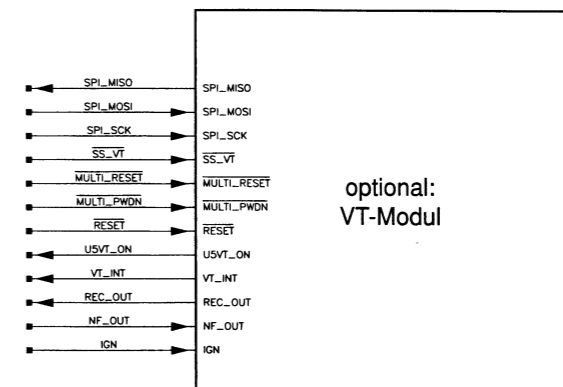 SPI_MISO SPI_MISO
SPI_MOSI SPI_MOSI
SPI_SCK SPI_SCK
SS_VT SS_VT
MULTI_RESET MULTI_RESET
MULTI_PWDN MULTI_PWDN
RESET RESET
U5VT_ON U5VT_ON
VT_INT VT_INT
REC_OUT REC_OUT
NF_OUT NF_OUT
IGN IGN
optional:
VT-Modul